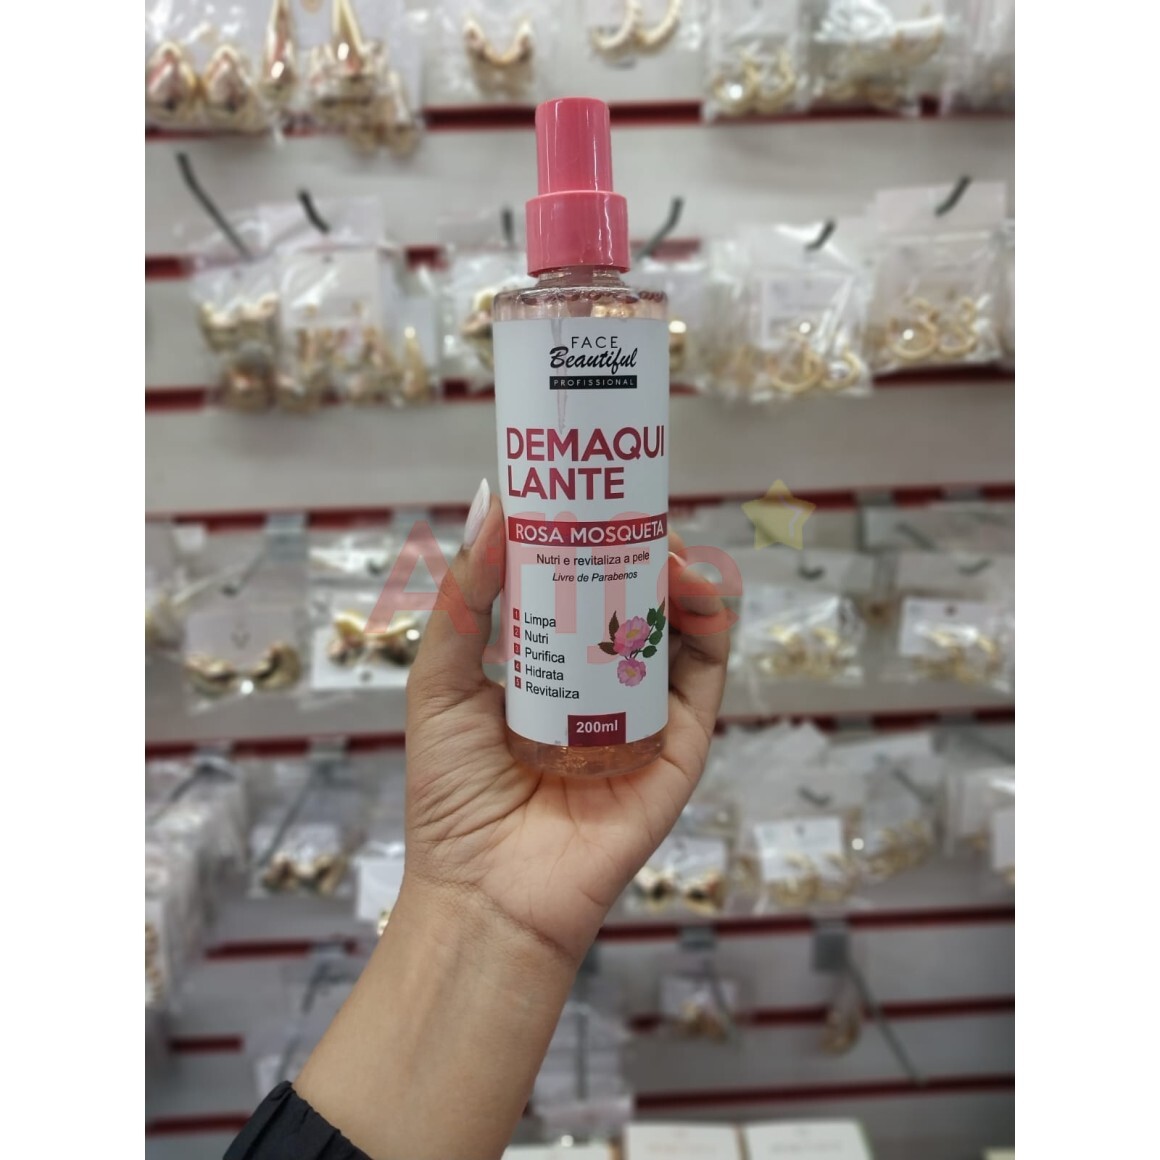 FACE
Beautiful
PROFISSIONAL
DEMAQUI
LANTE
ROSA MOSQUETA
Nutri e revitaliza a pele
Livre de Parabenos
1 Limpa
2 Nutri
3 Purifica
4 Hidrata
5 Revitaliza
200ml